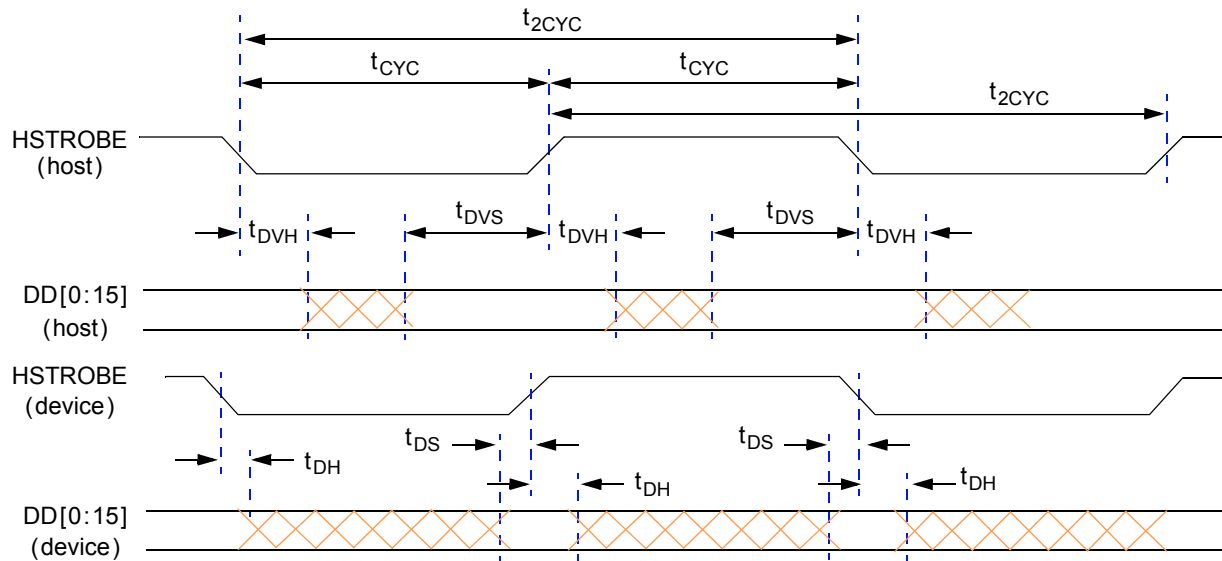 t2CYC
tCYC tCYC
t2CYC
HSTROBE
(host)
tDVH tDVS tDVH tDVS tDVH
DD[0:15]
(host)
HSTROBE
(device)
tDS tDS
tDH tDH tDH
DD[0:15]
(device)